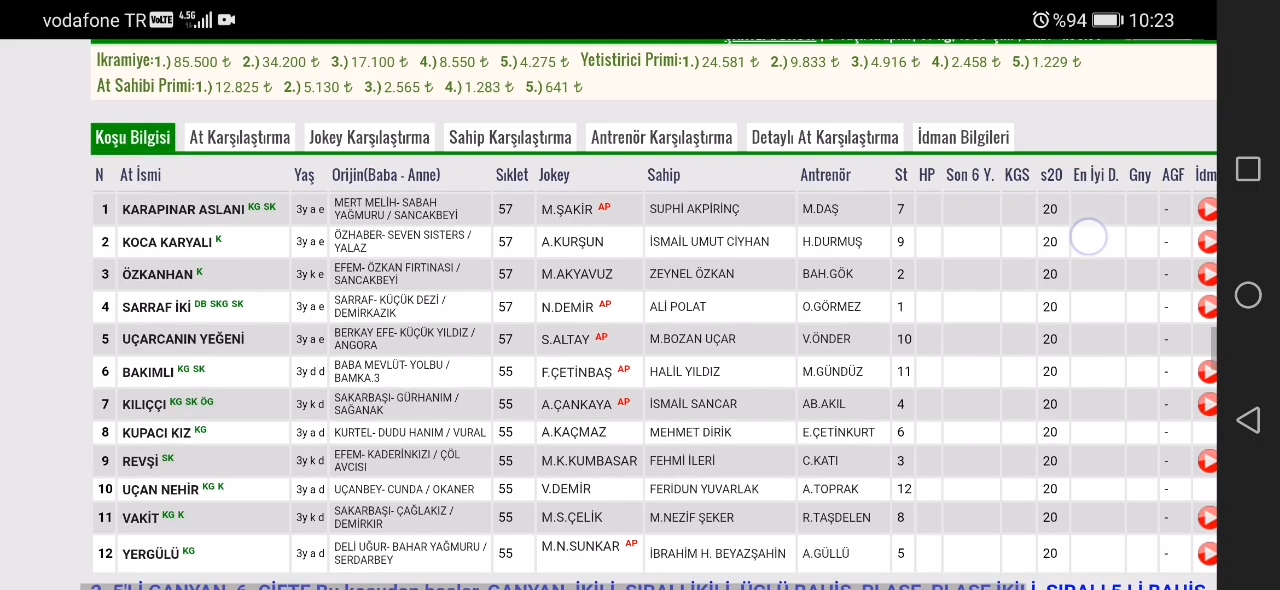 vodafone TR VoLTE 4.5G %94 10:23
Ikramiye:1.) 85.500 ₺ 2.) 34.200 ₺ 3.) 17.100 ₺ 4.) 8.550 ₺ 5.) 4.275 ₺ Yetistirici Primi:1.) 24.581 ₺ 2.) 9.833 ₺ 3.) 4.916 ₺ 4.) 2.458 ₺ 5.) 1.229 ₺
At Sahibi Primi:1.) 12.825 ₺ 2.) 5.130 ₺ 3.) 2.565 ₺ 4.) 1.283 ₺ 5.) 641 ₺
Koşu Bilgisi At Karşılaştırma Jokey Karşılaştırma Sahip Karşılaştırma Antrenör Karşılaştırma Detaylı At Karşılaştırma İdman Bilgileri
N At İsmi Yaş Orijin(Baba - Anne) Sıklet Jokey Sahip Antrenör St HP Son 6 Y. KGS s20 En İyi D. Gny AGF İdm
1 KARAPINAR ASLANI KG SK 3y a e MERT MELİH- SABAH YAĞMURU / SANCAKBEYİ 57 M.ŞAKİR AP SUPHİ AKPİRİNÇ M.DAŞ 7 20 -
2 KOCA KARYALI K 3y a e ÖZHABER- SEVEN SISTERS / YALAZ 57 A.KURŞUN İSMAİL UMUT CİYHAN H.DURMUŞ 9 20 -
3 ÖZKANHAN K 3y k e EFEM- ÖZKAN FIRTINASI / SANCAKBEYİ 57 M.AKYAVUZ ZEYNEL ÖZKAN BAH.GÖK 2 20 -
4 SARRAF İKİ DB SKG SK 3y a e SARRAF- KÜÇÜK DEZİ / DEMİRKAZIK 57 N.DEMİR AP ALİ POLAT O.GÖRMEZ 1 20 -
5 UÇARCANIN YEĞENİ 3y a e BERKAY EFE- KÜÇÜK YILDIZ / ANGORA 57 S.ALTAY AP M.BOZAN UÇAR V.ÖNDER 10 20 -
6 BAKIMLI KG SK 3y d d BABA MEVLÜT- YOLBU / BAMKA.3 55 F.ÇETİNBAŞ AP HALİL YILDIZ M.GÜNDÜZ 11 20 -
7 KILIÇÇI KG SK ÖG 3y k d SAKARBAŞI- GÜRHANIM / SAĞANAK 55 A.ÇANKAYA AP İSMAİL SANCAR AB.AKIL 4 20 -
8 KUPACI KIZ KG 3y a d KURTEL- DUDU HANIM / VURAL 55 A.KAÇMAZ MEHMET DİRİK E.ÇETİNKURT 6 20 -
9 REVŞİ SK 3y k d EFEM- KADERİNKIZI / ÇÖL AVCISI 55 M.K.KUMBASAR FEHMİ İLERİ C.KATI 3 20 -
10 UÇAN NEHİR KG K 3y a d UÇANBEY- CUNDA / OKANER 55 V.DEMİR FERİDUN YUVARLAK A.TOPRAK 12 20 -
11 VAKİT KG K 3y k d SAKARBAŞI- ÇAĞLAKIZ / DEMİRKIR 55 M.S.ÇELİK M.NEZİF ŞEKER R.TAŞDELEN 8 20 -
12 YERGÜLÜ KG 3y a d DELİ UĞUR- BAHAR YAĞMURU / SERDARBEY 55 M.N.SUNKAR AP İBRAHİM H. BEYAZŞAHİN A.GÜLLÜ 5 20 -